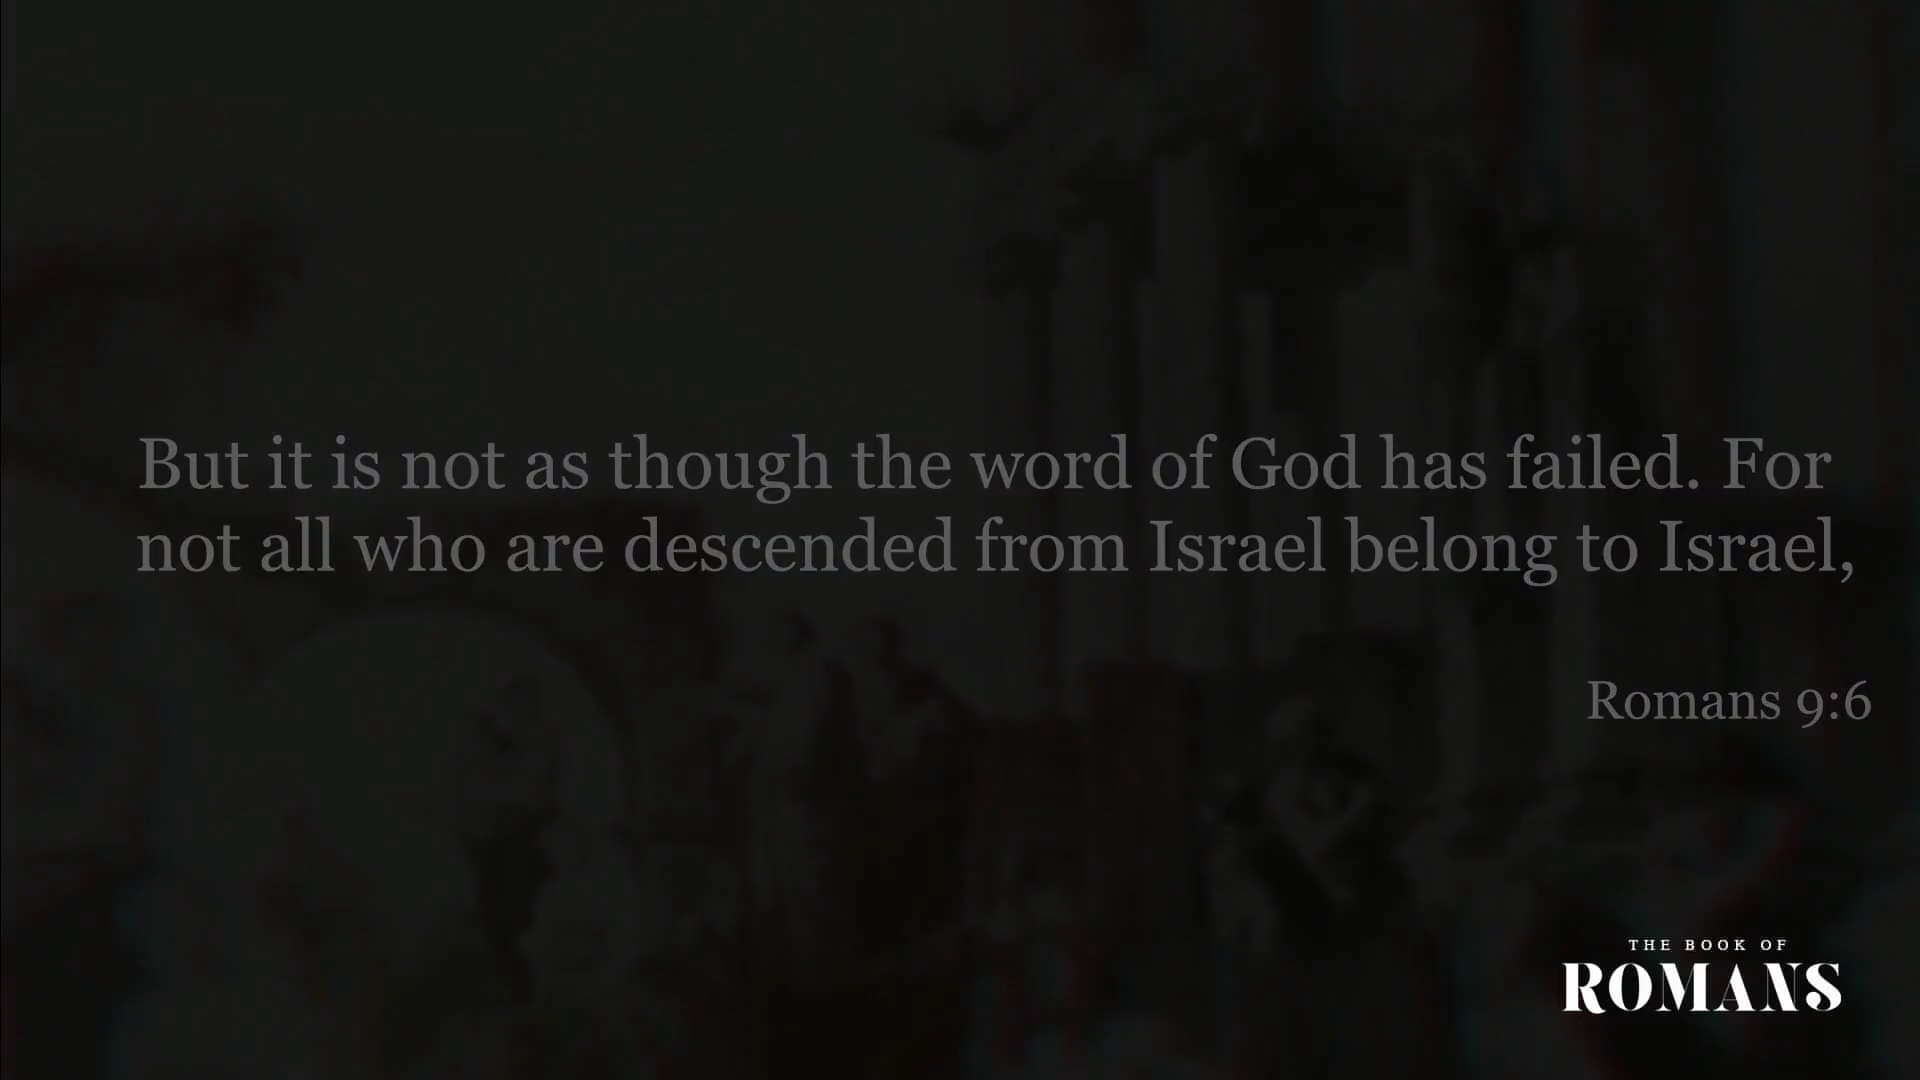 But it is not as though the word of God has failed. For
not all who are descended from Israel belong to Israel,
Romans 9:6
THE BOOK OF
ROMANS